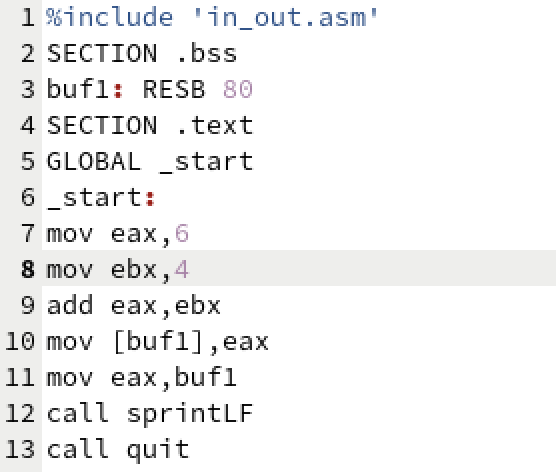 1 %include 'in_out.asm'
2 SECTION .bss
3 buf1: RESB 80
4 SECTION .text
5 GLOBAL _start
6 _start:
7 mov eax,6
8 mov ebx,4
9 add eax,ebx
10 mov [buf1],eax
11 mov eax,buf1
12 call sprintLF
13 call quit